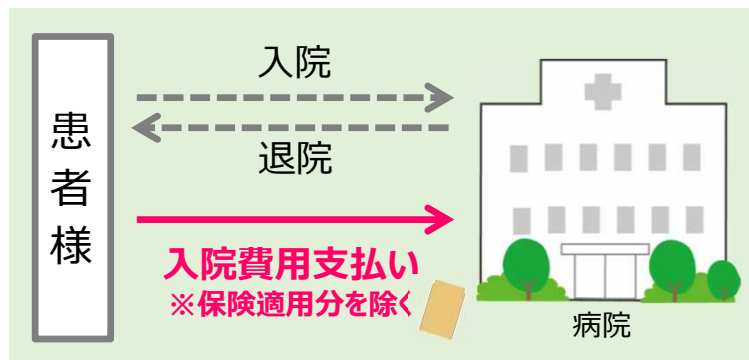 患者様
入院
退院
入院費用支払い
※保険適用分を除く
病院